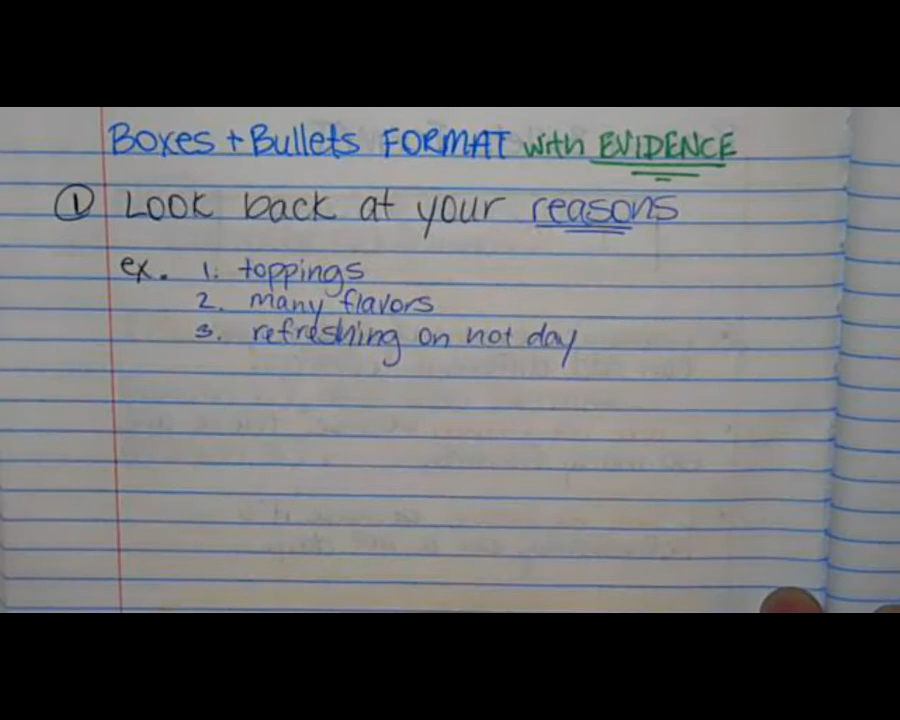 Boxes + Bullets FORMAT with EVIDENCE
① Look back at your reasons
ex. 1. toppings
2. many flavors
3. refreshing on hot day